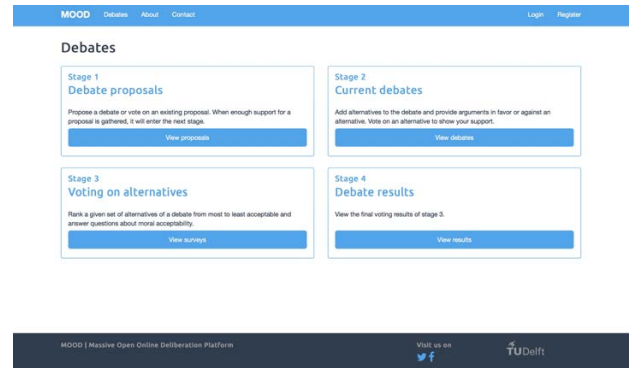 MOOD Debates About Contact Login Register
Debates
Stage 1
Debate proposals
Propose a debate or vote on an existing proposal. When enough support for a
proposal is gathered, it will enter the next stage.
View proposals
Stage 2
Current debates
Add alternatives to the debate and provide arguments in favor or against an
alternative. Vote on an alternative to show your support.
View debates
Stage 3
Voting on alternatives
Rank a given set of alternatives of a debate from most to least acceptable and
answer questions about moral acceptability.
View surveys
Stage 4
Debate results
View the final voting results of stage 3.
View results
MOOD | Massive Open Online Deliberation Platform
Visit us on
TUDelft